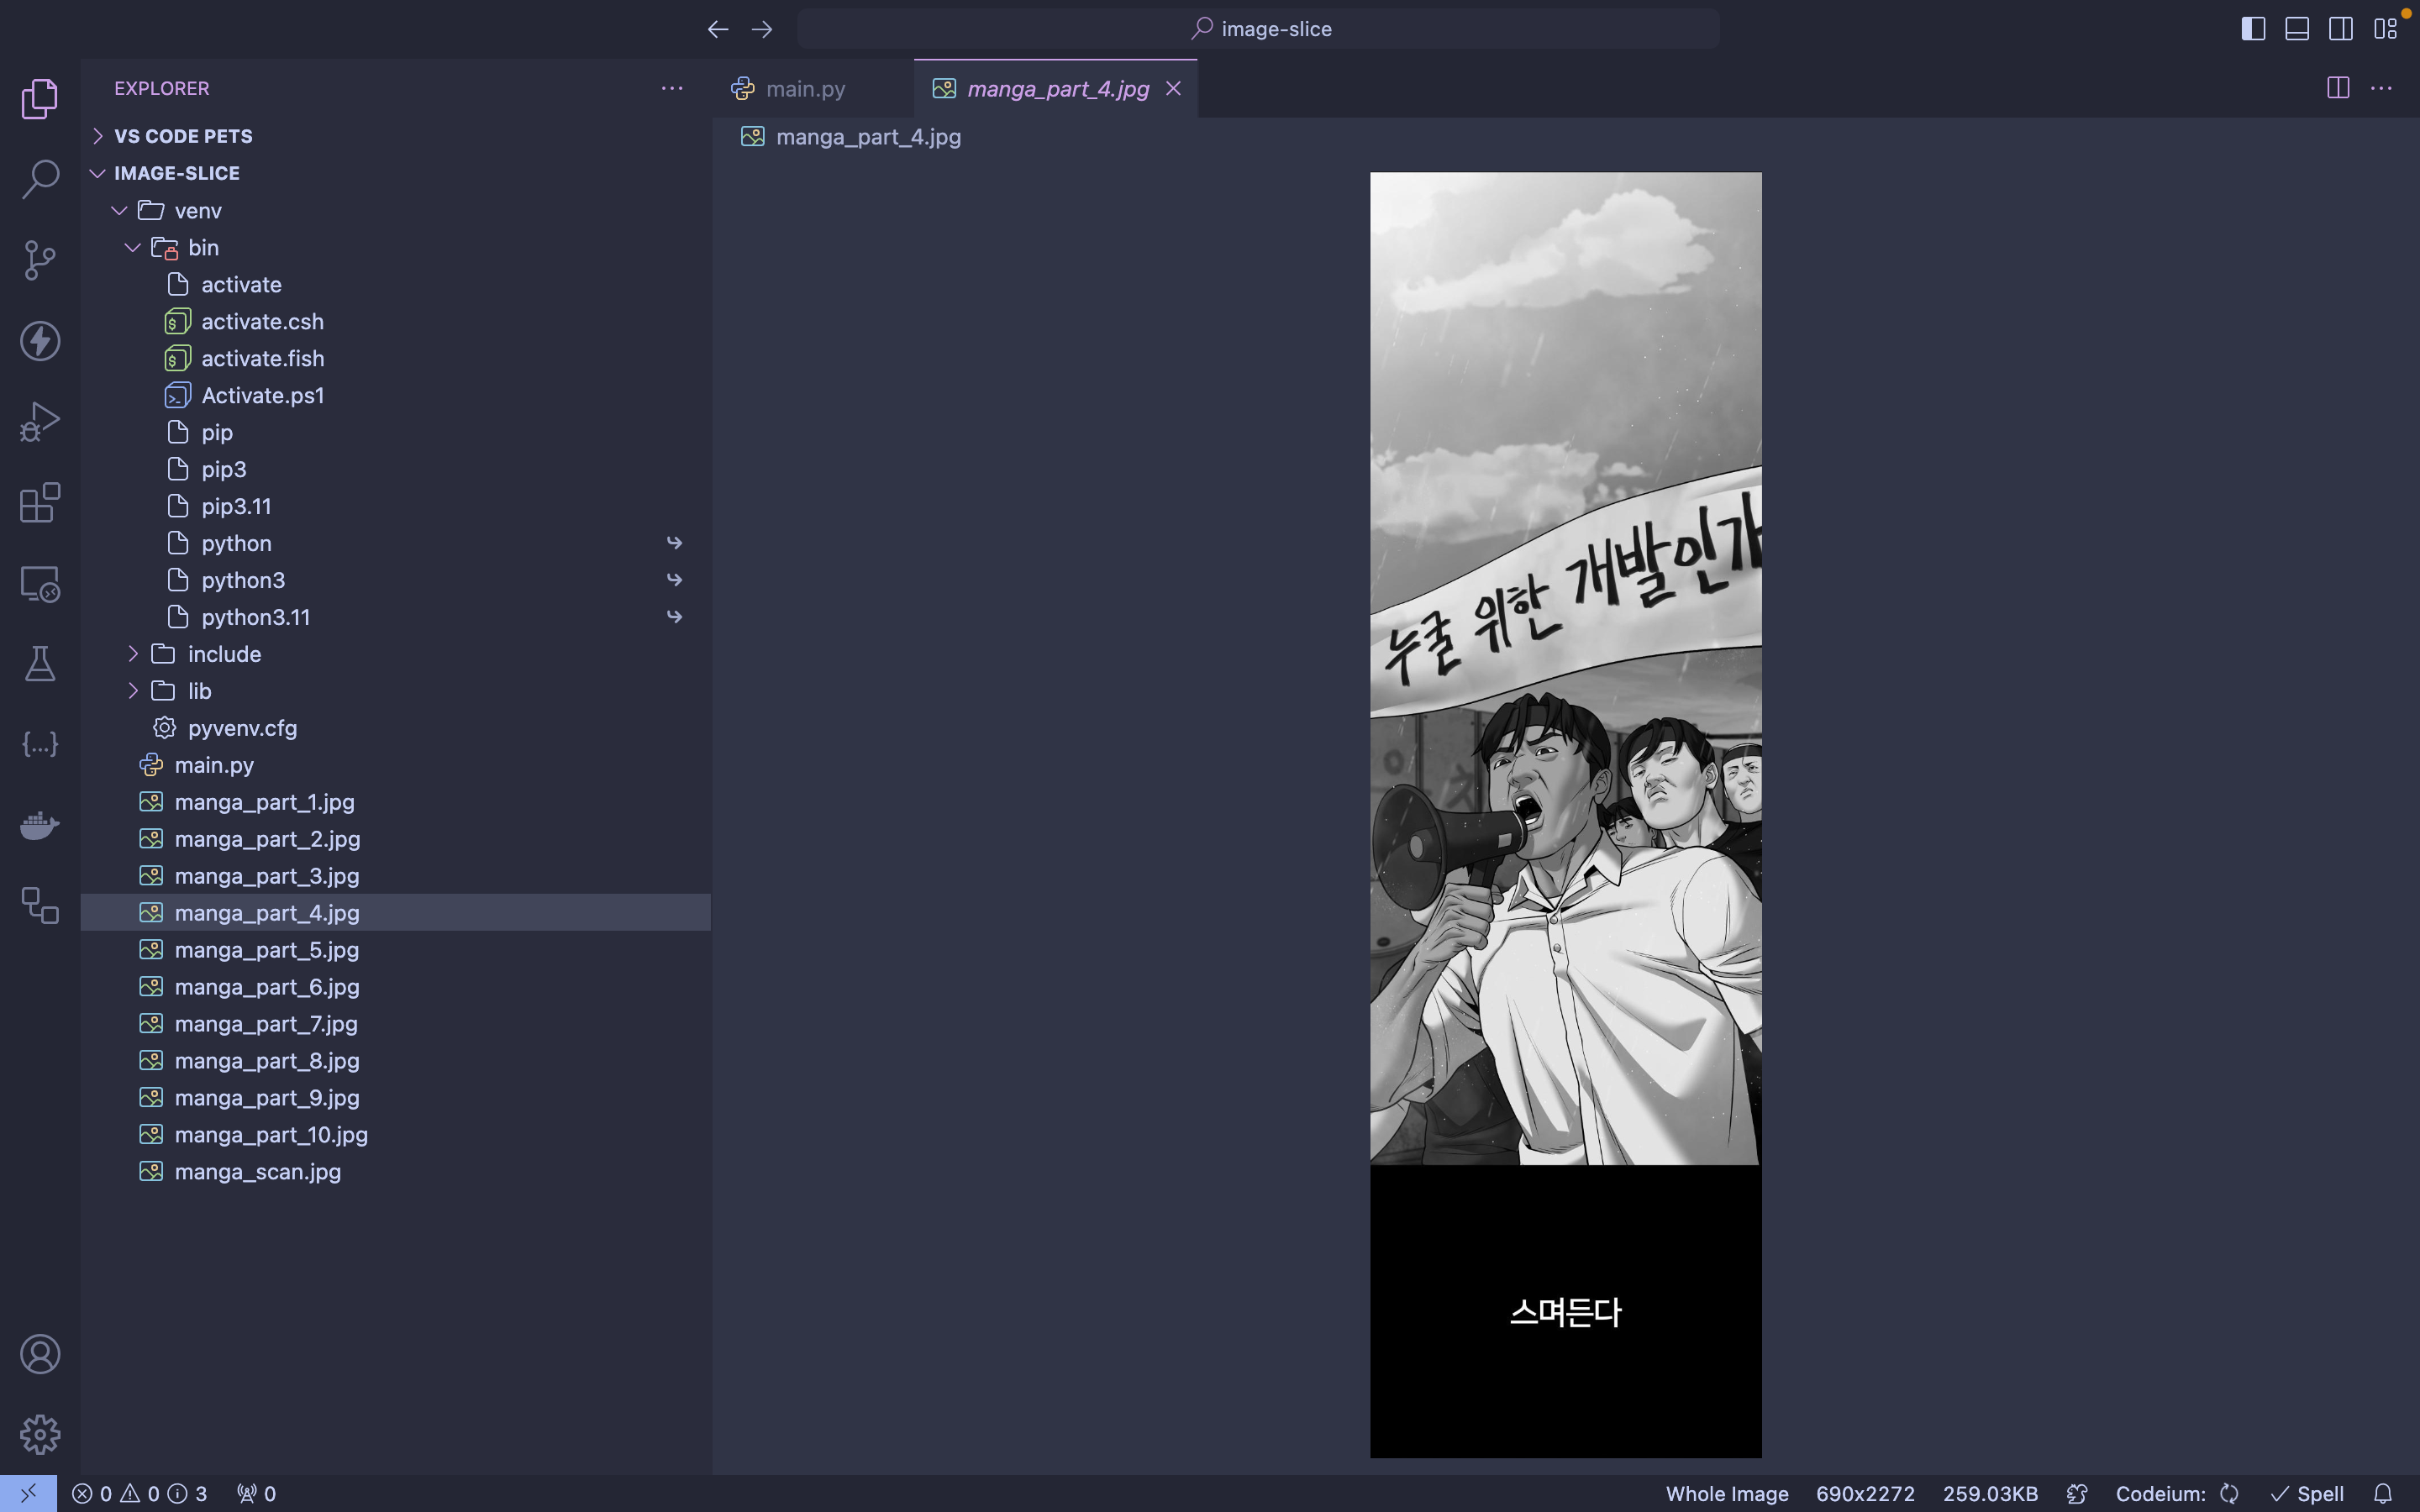 image-slice
EXPLORER
VS CODE PETS
IMAGE-SLICE
venv
bin
activate
activate.csh
activate.fish
Activate.ps1
pip
pip3
pip3.11
python
python3
python3.11
include
lib
pyvenv.cfg
main.py
manga_part_1.jpg
manga_part_2.jpg
manga_part_3.jpg
manga_part_4.jpg
manga_part_5.jpg
manga_part_6.jpg
manga_part_7.jpg
manga_part_8.jpg
manga_part_9.jpg
manga_part_10.jpg
manga_scan.jpg
main.py manga_part_4.jpg
manga_part_4.jpg
누굴 위한 개발인가
스며든다
0 0 3 0 Whole Image 690x2272 259.03KB Codeium: Spell